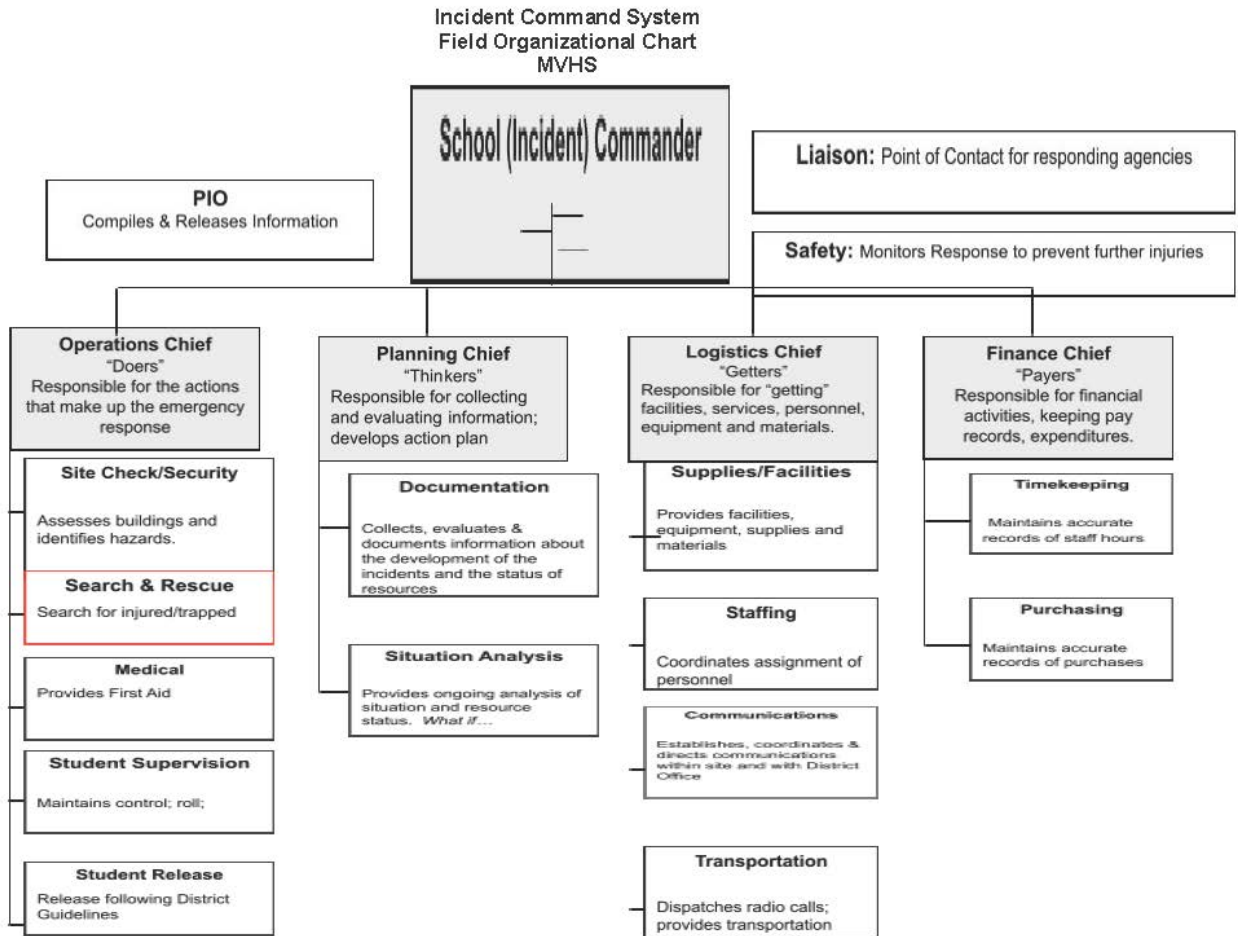 Incident Command System
Field Organizational Chart
MVHS
School (Incident) Commander
Liaison: Point of Contact for responding agencies
PIO
Compiles & Releases Information
Safety: Monitors Response to prevent further injuries
Operations Chief
"Doers"
Responsible for the actions
that make up the emergency
response
Planning Chief
"Thinkers"
Responsible for collecting
and evaluating information;
develops action plan
Logistics Chief
"Getters"
Responsible for "getting"
facilities, services, personnel,
equipment and materials.
Finance Chief
"Payers"
Responsible for financial
activities, keeping pay
records, expenditures.
Site Check/Security
Assesses buildings and
identifies hazards.
Search & Rescue
Search for injured/trapped
Medical
Provides First Aid
Student Supervision
Maintains control; roll;
Student Release
Release following District
Guidelines
Documentation
Collects, evaluates &
documents information about
the development of the
incidents and the status of
resources
Situation Analysis
Provides ongoing analysis of
situation and resource
status. What if…
Supplies/Facilities
Provides facilities,
equipment, supplies and
materials
Staffing
Coordinates assignment of
personnel
Communications
Establishes, coordinates &
directs communications
within site and with District
Office
Transportation
Dispatches radio calls;
provides transportation
Timekeeping
Maintains accurate
records of staff hours
Purchasing
Maintains accurate
records of purchases